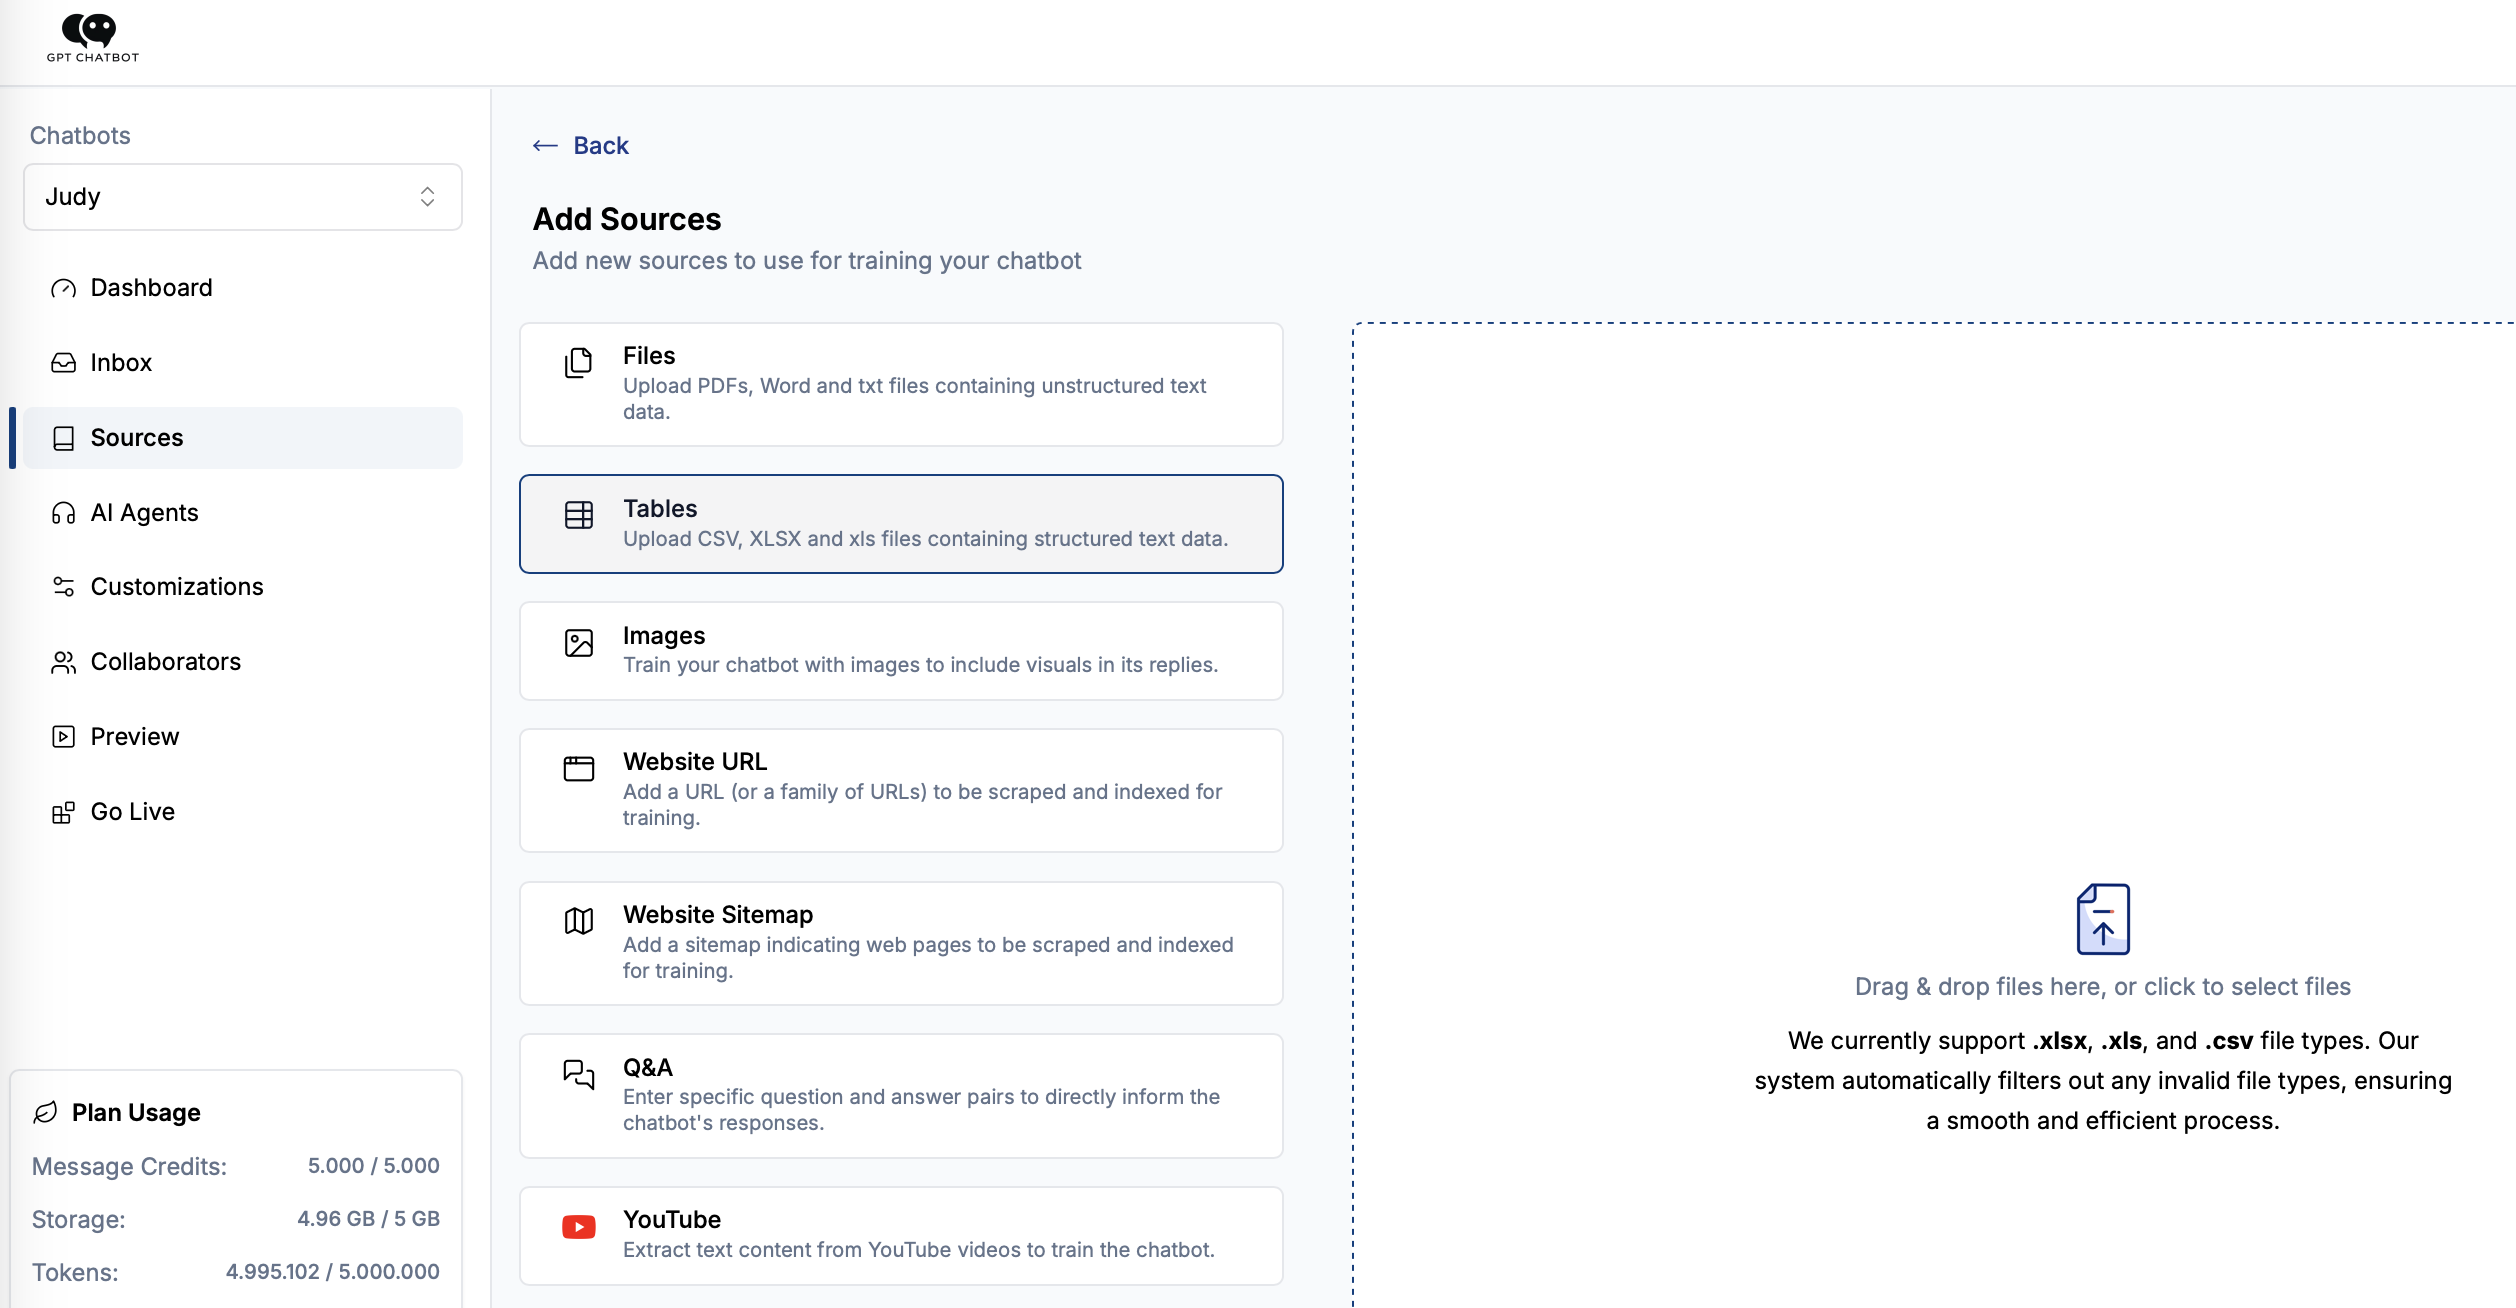 GPT CHATBOT
Chatbots
Judy
Dashboard
Inbox
Sources
AI Agents
Customizations
Collaborators
Preview
Go Live
Plan Usage
Message Credits: 5.000 / 5.000
Storage: 4.96 GB / 5 GB
Tokens: 4.995.102 / 5.000.000
Back
Add Sources
Add new sources to use for training your chatbot
Files
Upload PDFs, Word and txt files containing unstructured text
data.
Tables
Upload CSV, XLSX and xls files containing structured text data.
Images
Train your chatbot with images to include visuals in its replies.
Website URL
Add a URL (or a family of URLs) to be scraped and indexed for
training.
Website Sitemap
Add a sitemap indicating web pages to be scraped and indexed
for training.
Q&A
Enter specific question and answer pairs to directly inform the
chatbot's responses.
YouTube
Extract text content from YouTube videos to train the chatbot.
Drag & drop files here, or click to select files
We currently support .xlsx, .xls, and .csv file types. Our
system automatically filters out any invalid file types, ensuring
a smooth and efficient process.